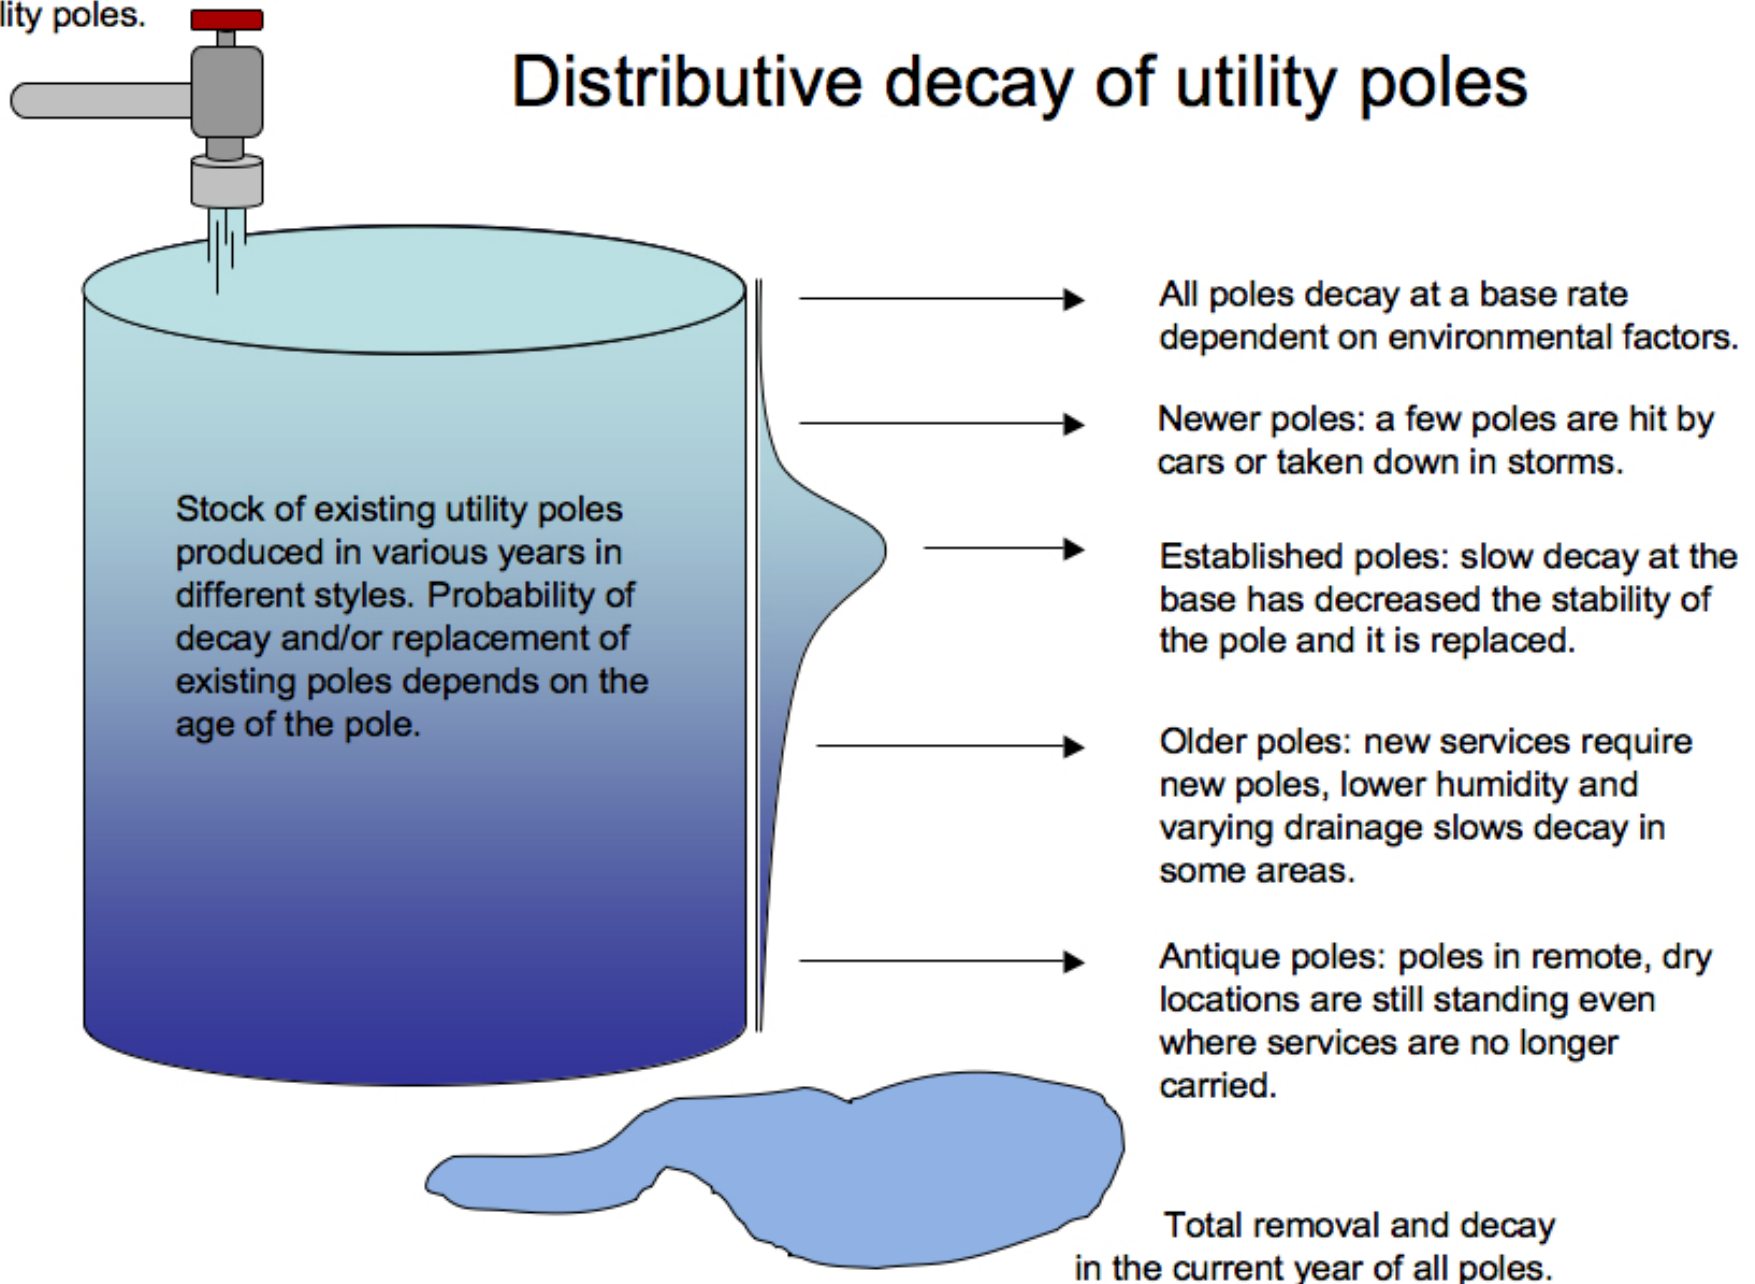 lity poles.
Distributive decay of utility poles
All poles decay at a base rate
dependent on environmental factors.
Newer poles: a few poles are hit by
cars or taken down in storms.
Stock of existing utility poles
produced in various years in
different styles. Probability of
decay and/or replacement of
existing poles depends on the
age of the pole.
Established poles: slow decay at the
base has decreased the stability of
the pole and it is replaced.
Older poles: new services require
new poles, lower humidity and
varying drainage slows decay in
some areas.
Antique poles: poles in remote, dry
locations are still standing even
where services are no longer
carried.
Total removal and decay
in the current year of all poles.